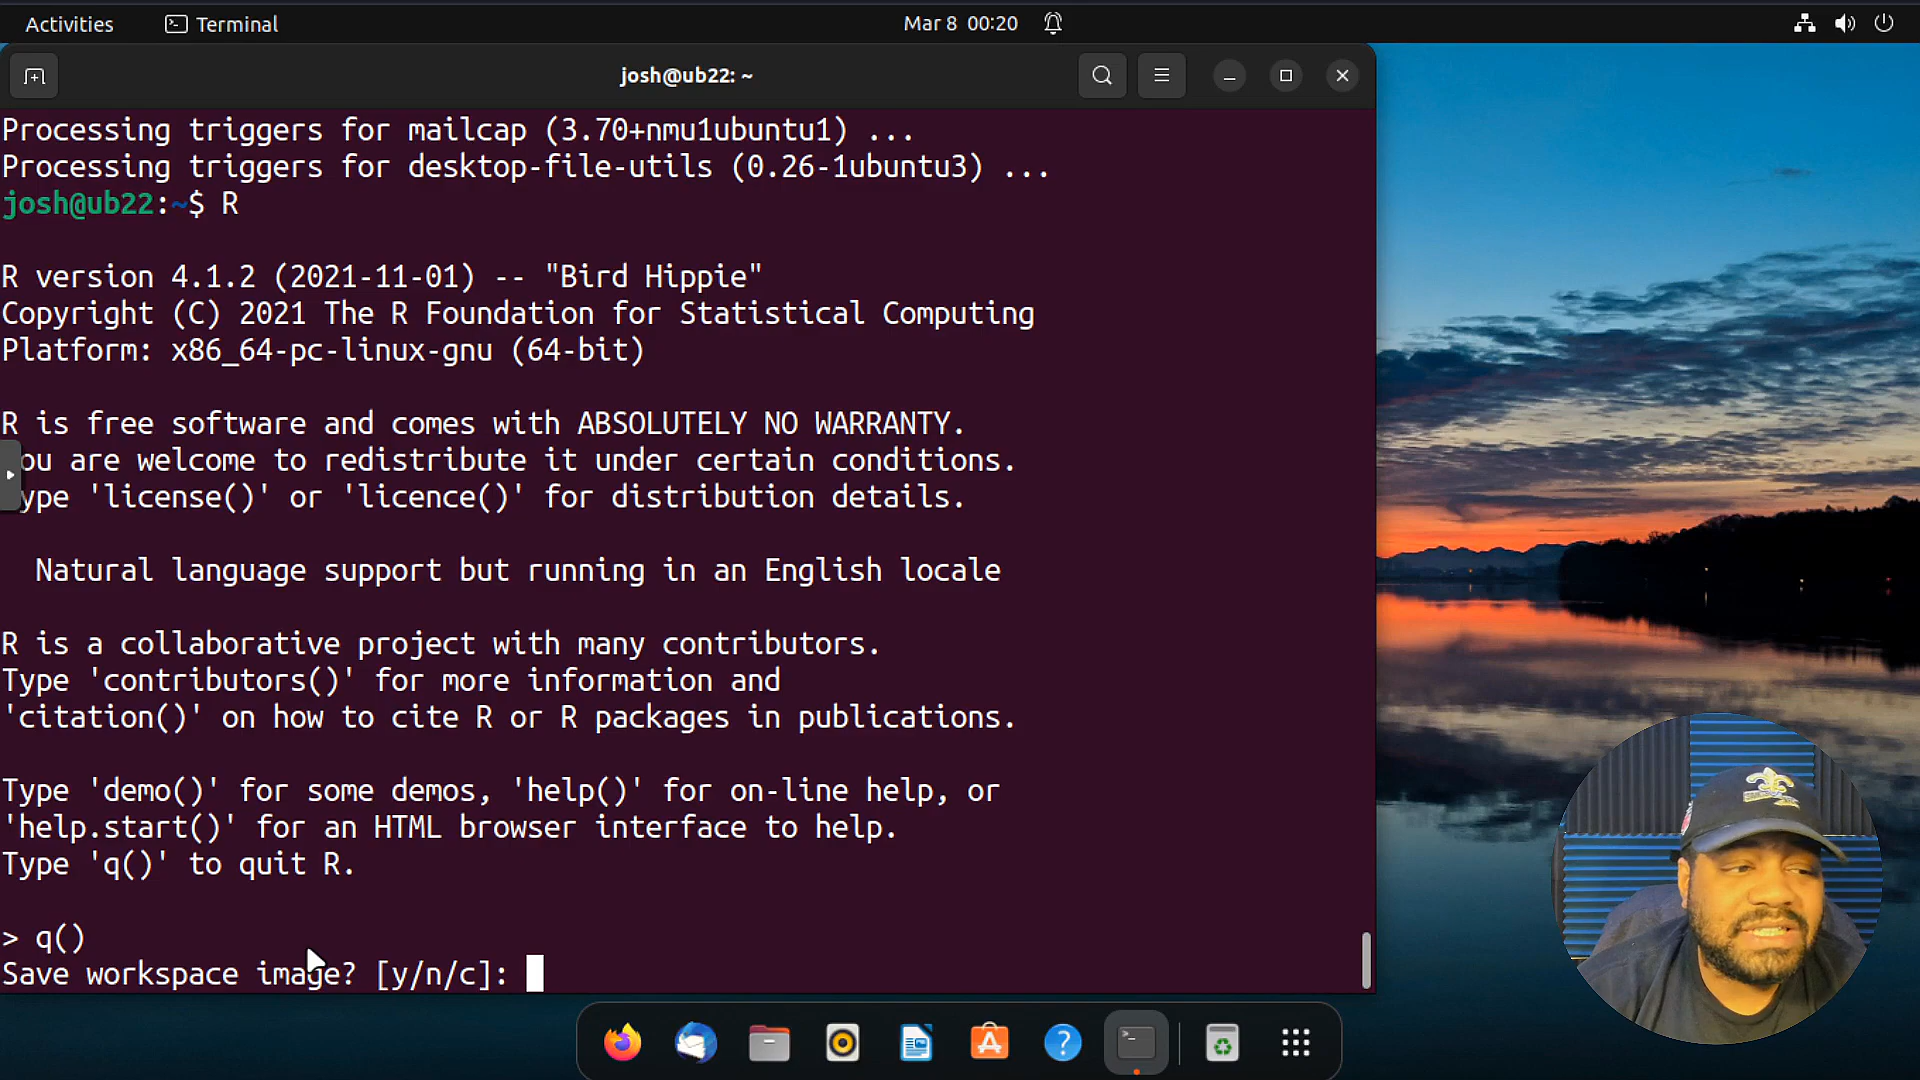 Activities
Terminal
Mar 8 00:20
josh@ub22: ~
Processing triggers for mailcap (3.70+nmu1ubuntu1) ...
Processing triggers for desktop-file-utils (0.26-1ubuntu3) ...
josh@ub22:~$ R
R version 4.1.2 (2021-11-01) -- "Bird Hippie"
Copyright (C) 2021 The R Foundation for Statistical Computing
Platform: x86_64-pc-linux-gnu (64-bit)
R is free software and comes with ABSOLUTELY NO WARRANTY.
ou are welcome to redistribute it under certain conditions.
ype 'license()' or 'licence()' for distribution details.
Natural language support but running in an English locale
R is a collaborative project with many contributors.
Type 'contributors()' for more information and
'citation()' on how to cite R or R packages in publications.
Type 'demo()' for some demos, 'help()' for on-line help, or
'help.start()' for an HTML browser interface to help.
Type 'q()' to quit R.
> q()
Save workspace image? [y/n/c]: